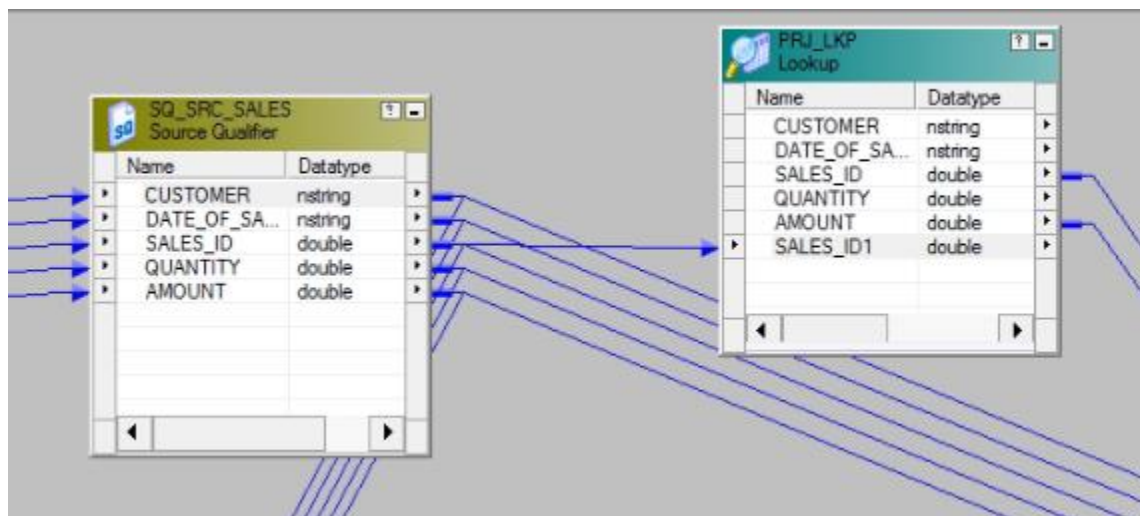 SQ_SRC_SALES
Source Qualifier
Name Datatype
CUSTOMER nstring
DATE_OF_SA... nstring
SALES_ID double
QUANTITY double
AMOUNT double
PRJ_LKP
Lookup
Name Datatype
CUSTOMER nstring
DATE_OF_SA... nstring
SALES_ID double
QUANTITY double
AMOUNT double
SALES_ID1 double